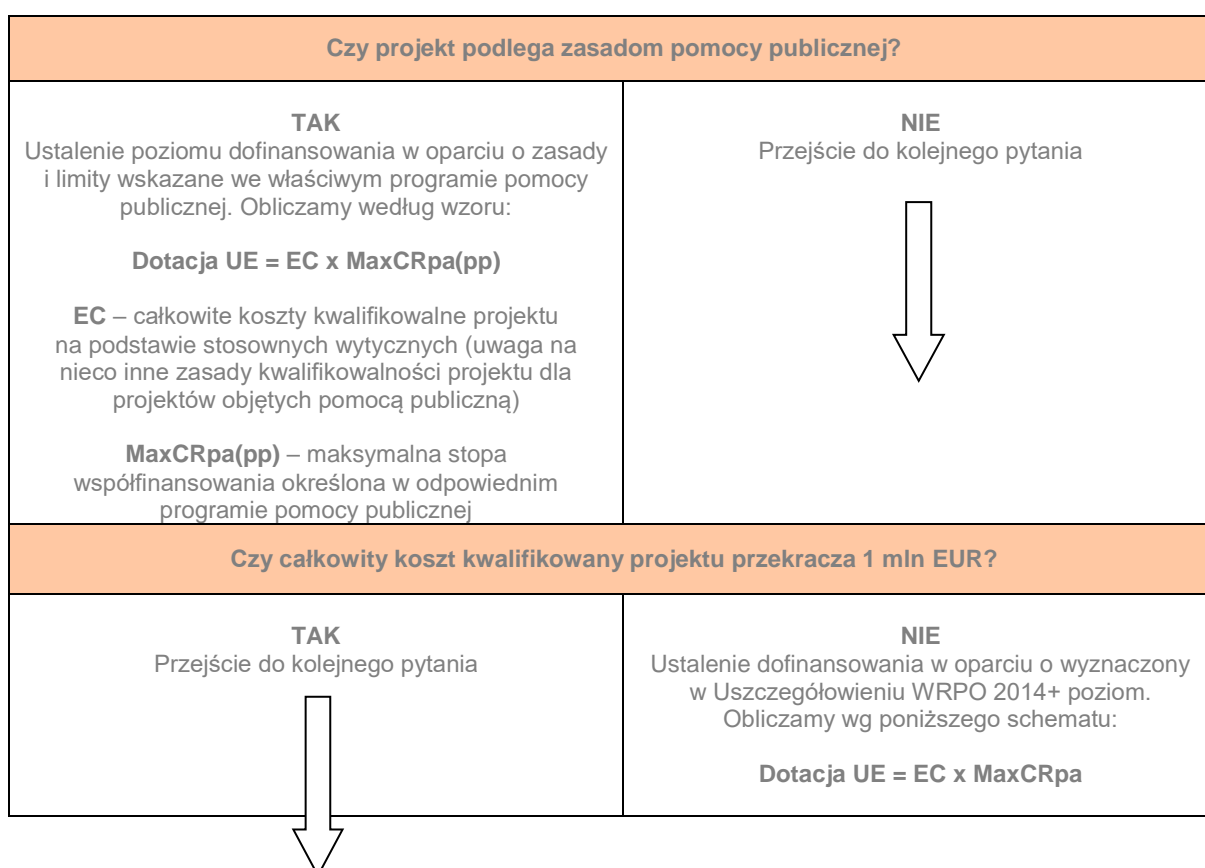 Czy projekt podlega zasadom pomocy publicznej?
TAK
Ustalenie poziomu dofinansowania w oparciu o zasady
i limity wskazane we właściwym programie pomocy
publicznej. Obliczamy według wzoru:
Dotacja UE = EC x MaxCRpa(pp)
EC – całkowite koszty kwalifikowalne projektu
na podstawie stosownych wytycznych (uwaga na
nieco inne zasady kwalifikowalności projektu dla
projektów objętych pomocą publiczną)
MaxCRpa(pp) – maksymalna stopa
współfinansowania określona w odpowiednim
programie pomocy publicznej
NIE
Przejście do kolejnego pytania
Czy całkowity koszt kwalifikowany projektu przekracza 1 mln EUR?
TAK
Przejście do kolejnego pytania
NIE
Ustalenie dofinansowania w oparciu o wyznaczony
w Uszczegółowieniu WRPO 2014+ poziom.
Obliczamy wg poniższego schematu:
Dotacja UE = EC x MaxCRpa